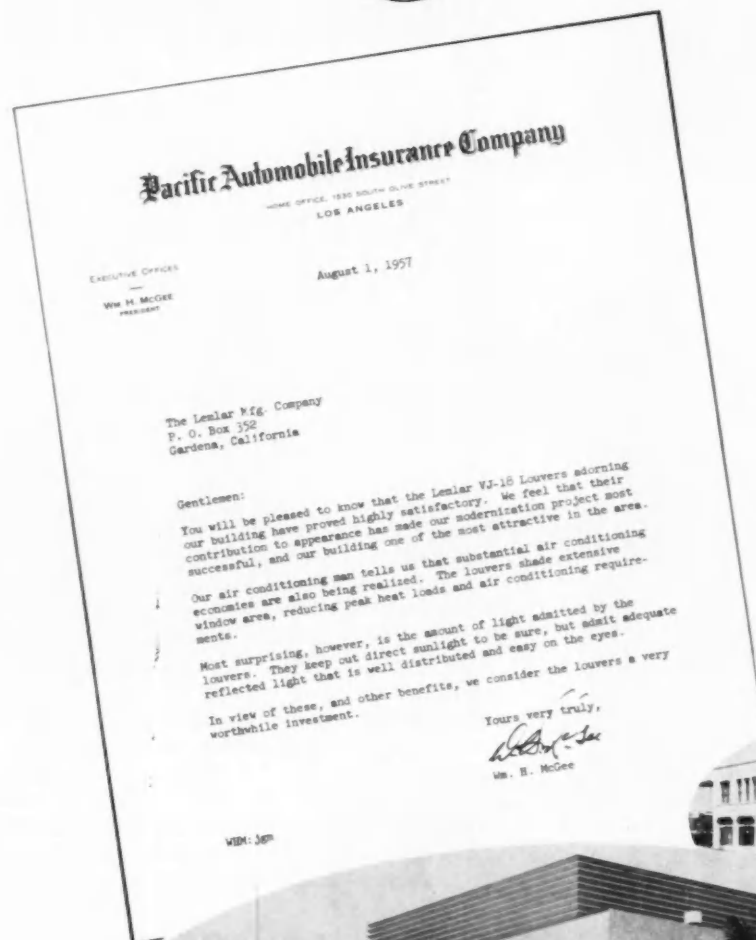 Pacific Automobile Insurance Company
HOME OFFICE, 1330 SOUTH OLIVE STREET
LOS ANGELES
EXECUTIVE OFFICES
WM. H. MCGEE
PRESIDENT
August 1, 1957
The Lemlar Mfg. Company
P. O. Box 352
Gardena, California
Gentlemen:
You will be pleased to know that the Lemlar VJ-18 Louvers adorning
our building have proved highly satisfactory. We feel that their
contribution to appearance has made our modernization project most
successful, and our building one of the most attractive in the area.
Our air conditioning man tells us that substantial air conditioning
economies are also being realized. The louvers shade extensive
window area, reducing peak heat loads and air conditioning require-
ments.
Most surprising, however, is the amount of light admitted by the
louvers. They keep out direct sunlight to be sure, but admit adequate
reflected light that is well distributed and easy on the eyes.
In view of these, and other benefits, we consider the louvers a very
worthwhile investment.
Yours very truly,
Wm. H. McGee
WHM:jgm